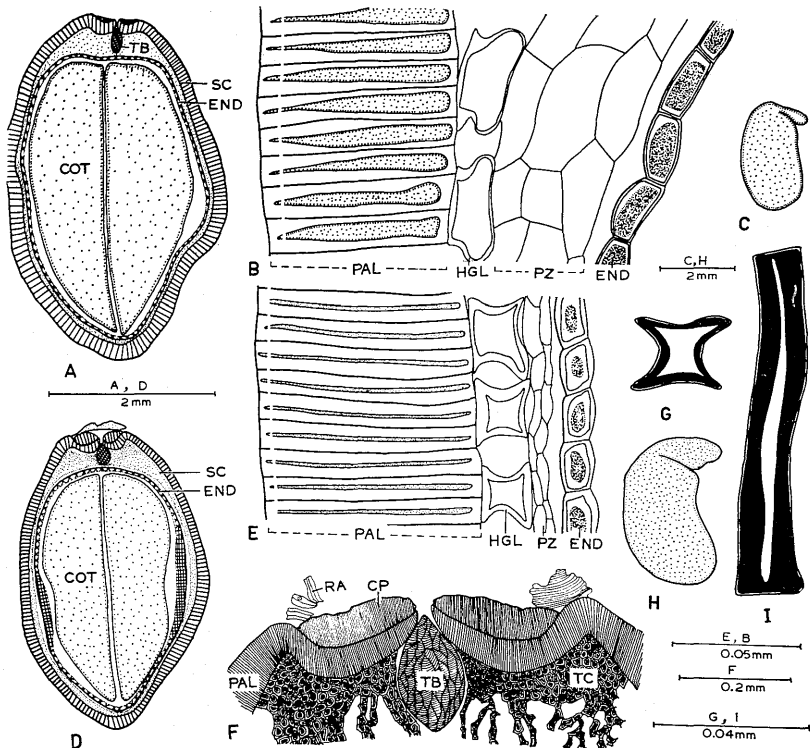 TB
SC
END
COT
A
A, D
2mm
B
PAL
HGL
PZ
END
C
C,H
2mm
SC
END
COT
D
E
PAL
HGL
PZ
END
G
H
I
RA
CP
PAL
TB
TC
F
E, B
0.05mm
F
0.2mm
G, I
0.04mm